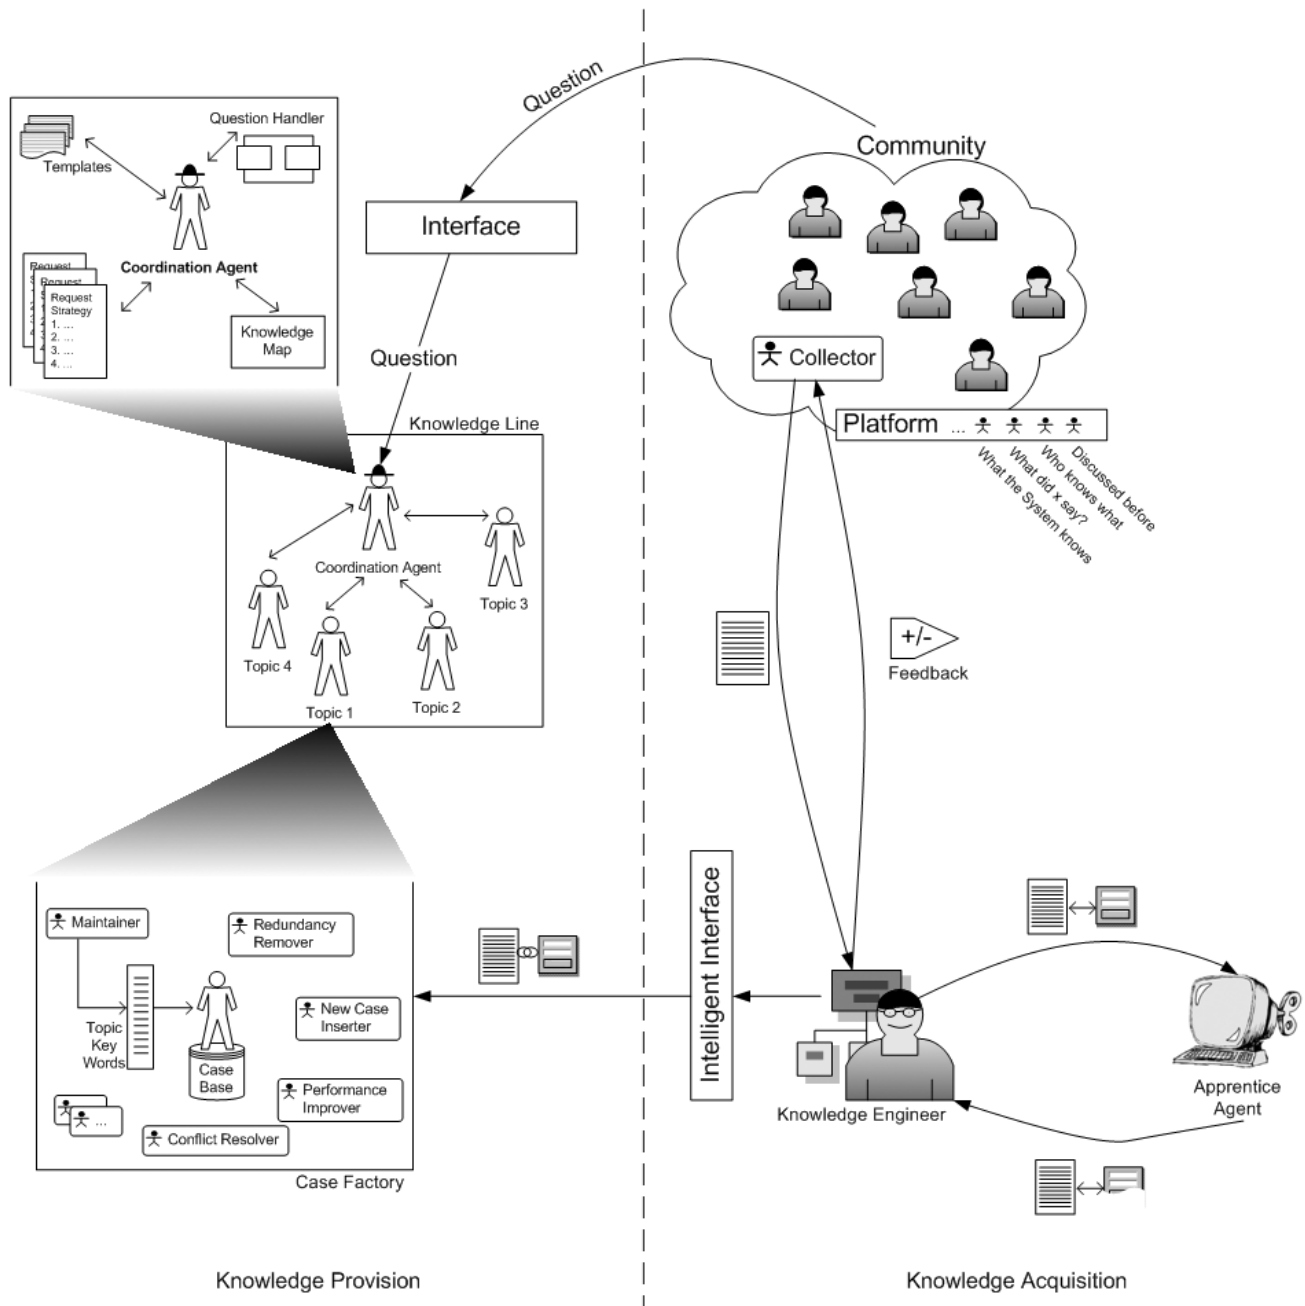 Question
Question Handler
Templates
Coordination Agent
Request
S
Request
S
Request
Strategy
1. ...
2. ...
3. ...
4. ...
Knowledge
Map
Interface
Question
Community
Collector
Platform ...
What the System knows
What did x say?
Who knows what
Discussed before
Knowledge Line
Coordination Agent
Topic 3
Topic 4
Topic 2
Topic 1
+/-
Feedback
Maintainer
Redundancy
Remover
New Case
Inserter
Topic
Key
Words
Case
Base
Performance
Improver
...
Conflict Resolver
Case Factory
Intelligent Interface
Knowledge Engineer
Apprentice
Agent
Knowledge Provision
Knowledge Acquisition